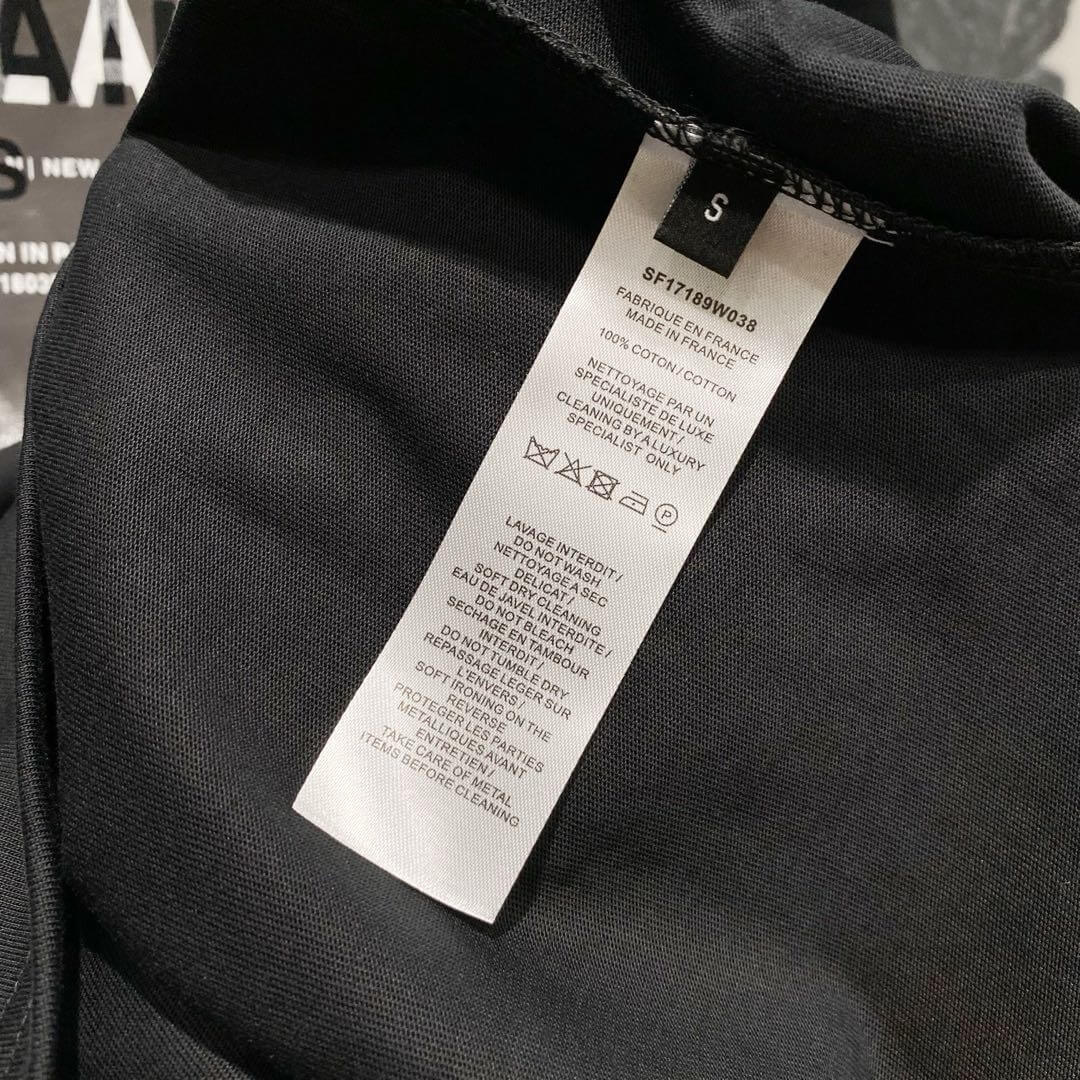 AA
| NEW
S
N IN P
S
SF17189W038
FABRIQUE EN FRANCE
MADE IN FRANCE
100% COTON / COTTON
NETTOYAGE PAR UN
SPECIALISTE DE LUXE
UNIQUEMENT /
CLEANING BY A LUXURY
SPECIALIST ONLY
P
LAVAGE INTERDIT /
DO NOT WASH
NETTOYAGE A SEC
DELICAT /
SOFT DRY CLEANING
EAU DE JAVEL INTERDITE /
DO NOT BLEACH
SECHAGE EN TAMBOUR
INTERDIT /
DO NOT TUMBLE DRY
REPASSAGE LEGER SUR
L'ENVERS /
SOFT IRONING ON THE
REVERSE
PROTEGER LES PARTIES
METALLIQUES AVANT
ENTRETIEN /
TAKE CARE OF METAL
ITEMS BEFORE CLEANING